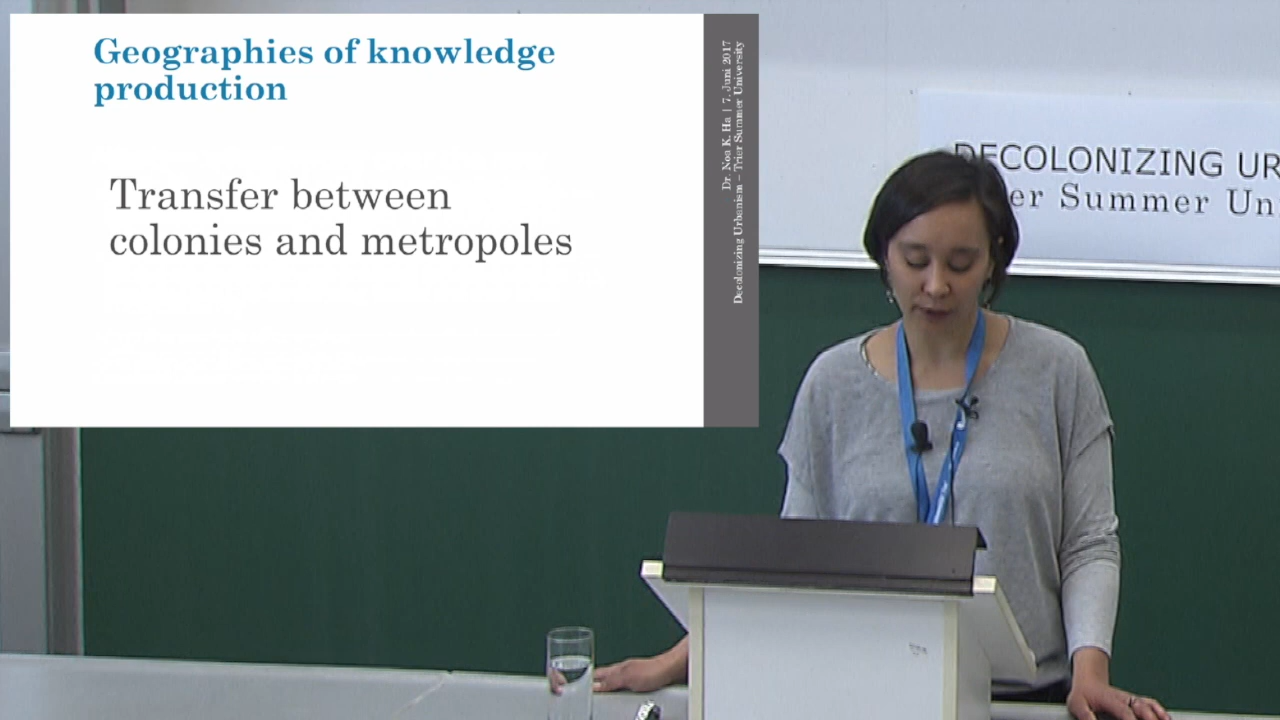 Geographies of knowledge
production
Transfer between
colonies and metropoles
Dr. Noa K. Ha | 7. Juni 2017
Decolonizing Urbanism – Trier Summer University
DECOLONIZING UR
er Summer Un